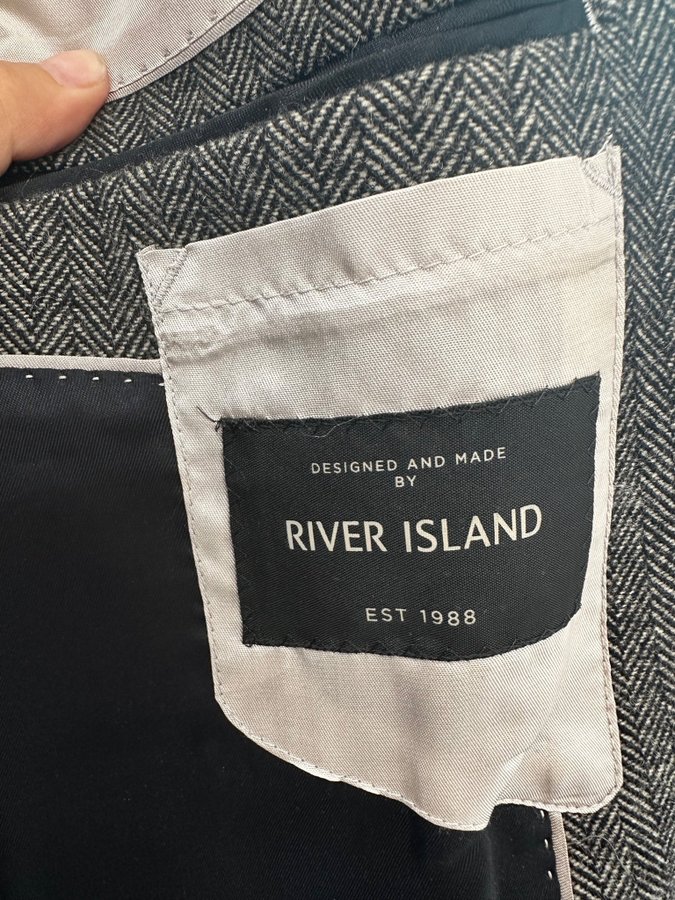 DESIGNED AND MADE
BY
RIVER ISLAND
EST 1988